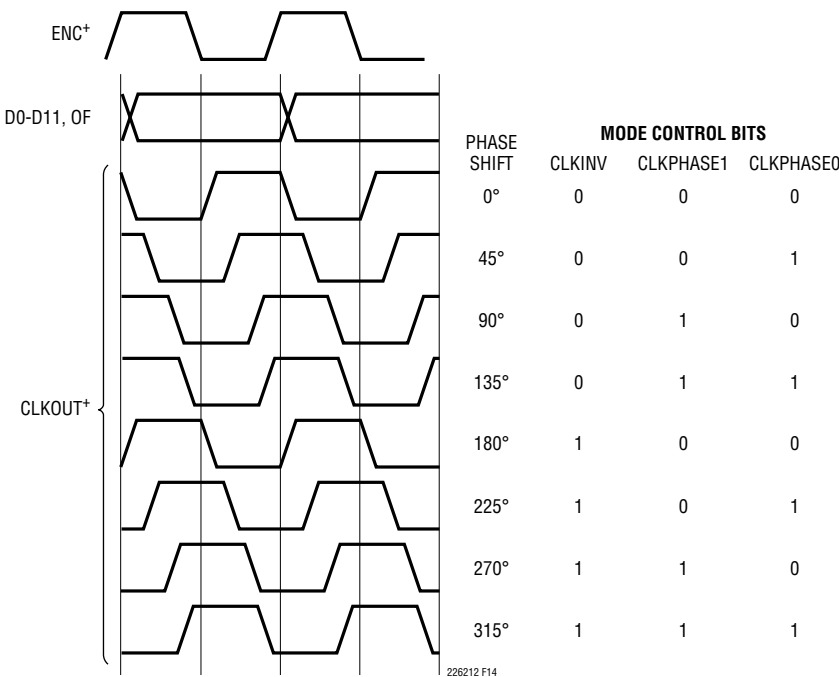 ENC+
D0-D11, OF
PHASE SHIFT
MODE CONTROL BITS
CLKINV CLKPHASE1 CLKPHASE0
0° 0 0 0
45° 0 0 1
90° 0 1 0
135° 0 1 1
CLKOUT+
180° 1 0 0
225° 1 0 1
270° 1 1 0
315° 1 1 1
226212 F14